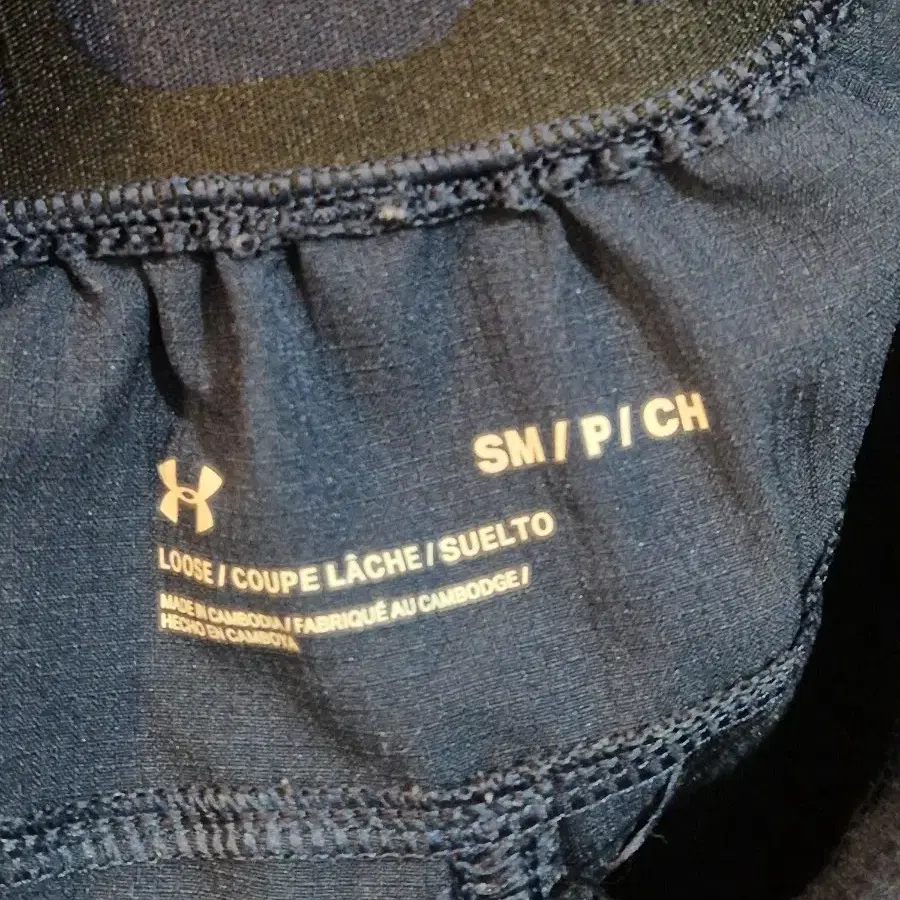 SM / P / CH
LOOSE / COUPE LÂCHE / SUELTO
MADE IN CAMBODIA / FABRIQUÉ AU CAMBODGE /
HECHO EN CAMBOYA